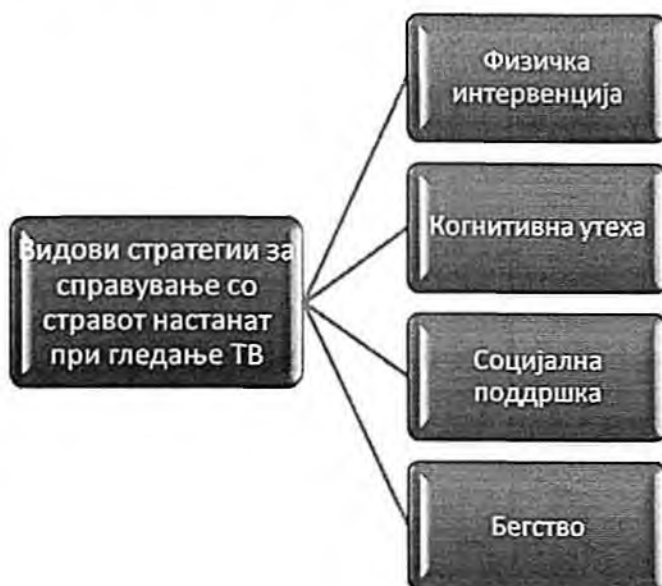 Видови стратегии за
справување со
стравот настанат
при гледање ТВ
Физичка
интервенција
Когнитивна утеха
Социјална
поддршка
Бегство